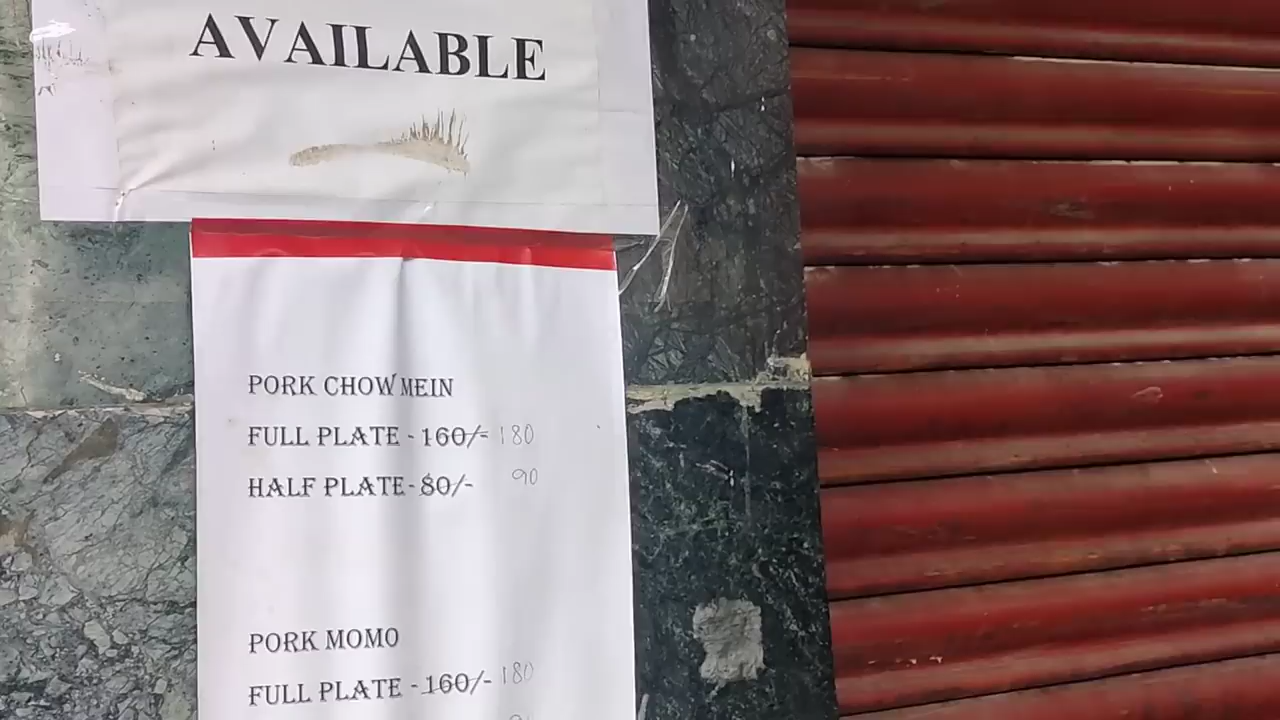 AVAILABLE
PORK CHOW MEIN
FULL PLATE - 160/- 180
HALF PLATE - 80/- 90
PORK MOMO
FULL PLATE - 160/- 180